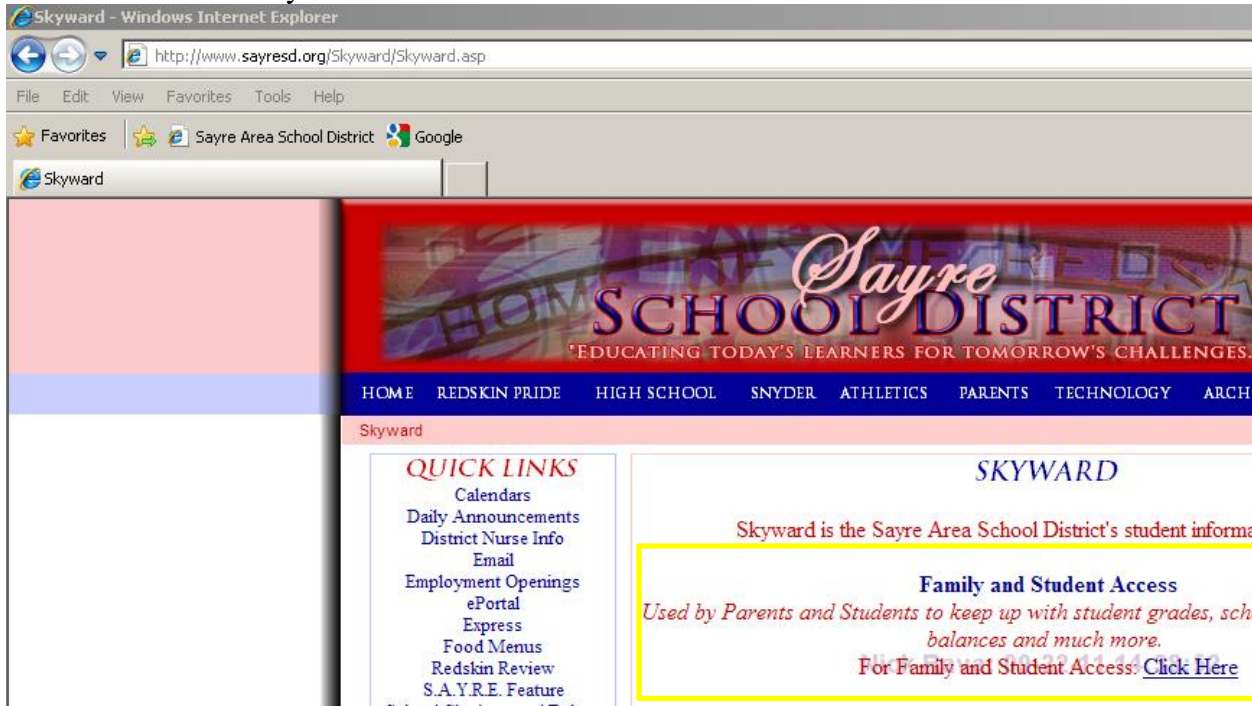 Skyward - Windows Internet Explorer
http://www.sayresd.org/Skyward/Skyward.asp
File Edit View Favorites Tools Help
Favorites Sayre Area School District Google
Skyward
Sayre
SCHOOL DISTRICT
"EDUCATING TODAY'S LEARNERS FOR TOMORROW'S CHALLENGES.
HOME REDSKIN PRIDE HIGH SCHOOL SNYDER ATHLETICS PARENTS TECHNOLOGY ARCH
Skyward
QUICK LINKS
Calendars
Daily Announcements
District Nurse Info
Email
Employment Openings
ePortal
Express
Food Menus
Redskin Review
S.A.Y.R.E. Feature
SKYWARD
Skyward is the Sayre Area School District's student informa
Family and Student Access
Used by Parents and Students to keep up with student grades, sch
balances and much more.
For Family and Student Access: Click Here